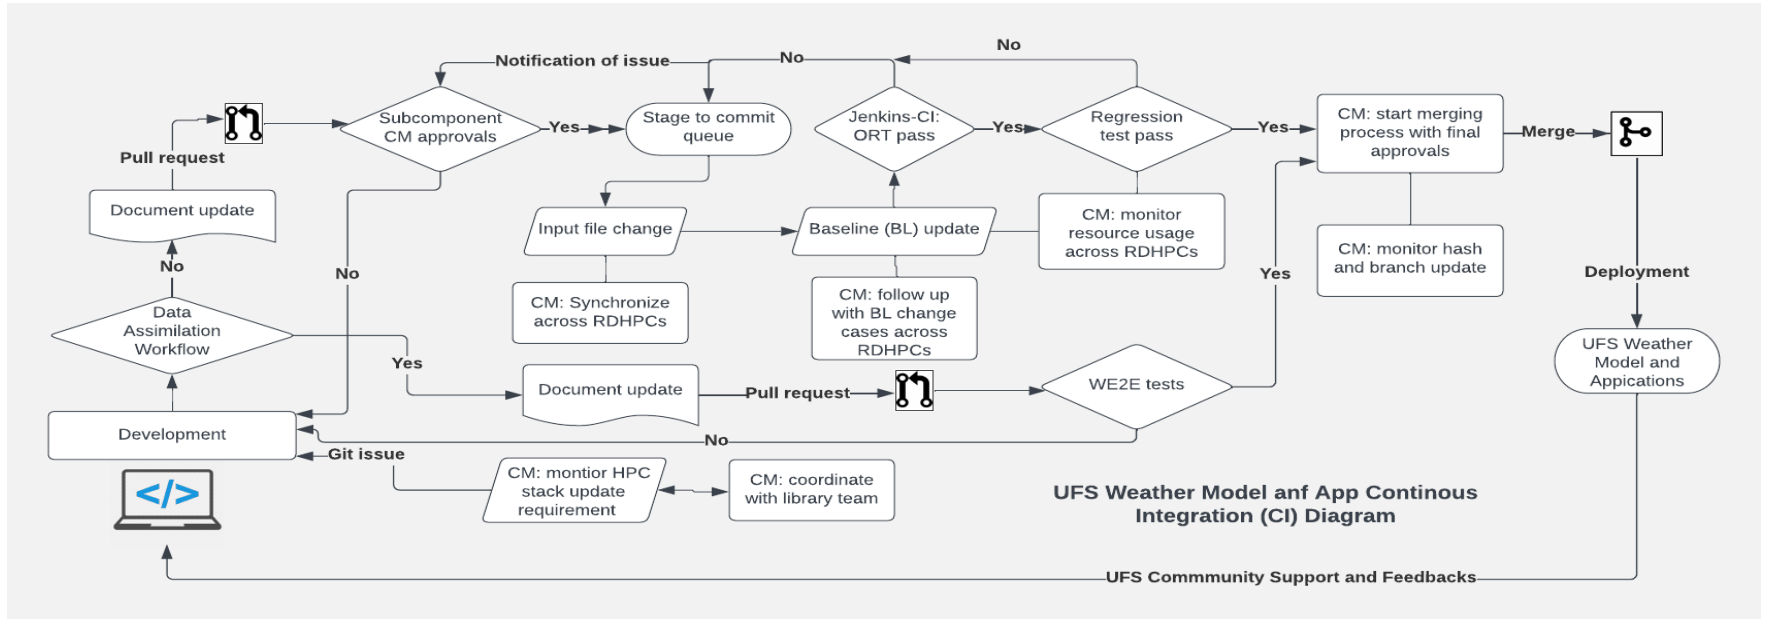 No
Notification of issue
No
Subcomponent
CM approvals
Yes
Stage to commit
queue
Jenkins-CI:
ORT pass
Yes
Regression
test pass
Yes
CM: start merging
process with final
approvals
Merge
Pull request
Document update
Input file change
Baseline (BL) update
CM: monitor
resource usage
across RDHPCs
CM: monitor hash
and branch update
No
No
Yes
Deployment
CM: Synchronize
across RDHPCs
CM: follow up
with BL change
cases across
RDHPCs
Data
Assimilation
Workflow
Yes
Document update
Pull request
WE2E tests
UFS Weather
Model and
Appications
Development
No
Git issue
CM: montior HPC
stack update
requirement
CM: coordinate
with library team
</>
UFS Weather Model anf App Continous
Integration (CI) Diagram
UFS Commmunity Support and Feedbacks